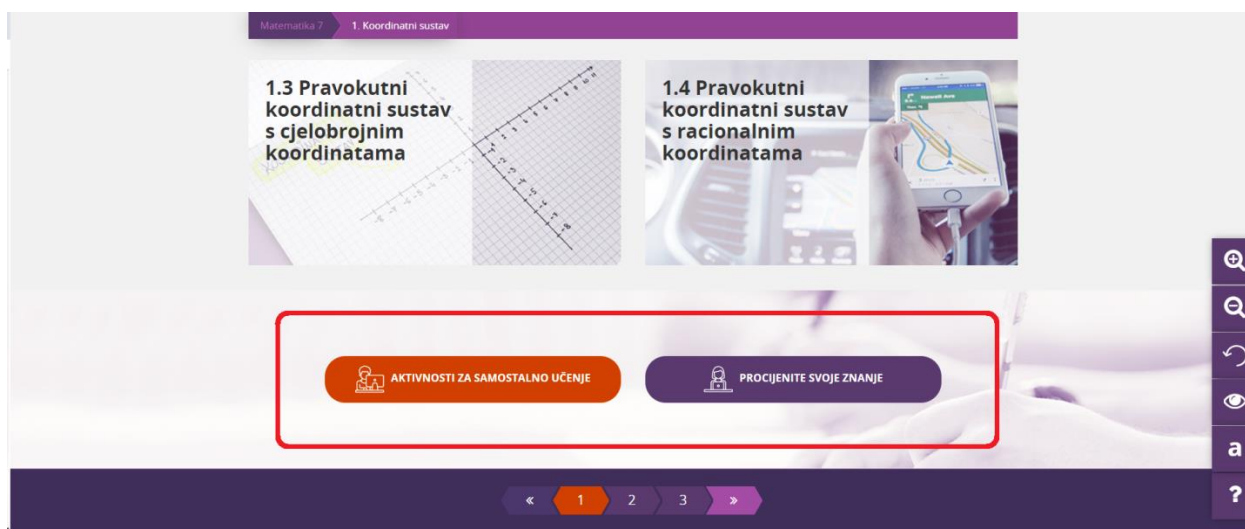 Matematika 7
1. Koordinatni sustav
1.3 Pravokutni
koordinatni sustav
s cjelobrojnim
koordinatama
1.4 Pravokutni
koordinatni sustav
s racionalnim
koordinatama
AKTIVNOSTI ZA SAMOSTALNO UČENJE
PROCIJENITE SVOJE ZNANJE
a
?
« 1 2 3 »